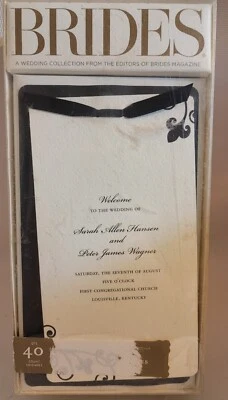 BRIDES®
A WEDDING COLLECTION FROM THE EDITORS OF BRIDES MAGAZINE
Welcome
TO THE WEDDING OF
Sarah Allen Hansen
and
Peter James Wagner
SATURDAY, THE SEVENTH OF AUGUST
FIVE O'CLOCK
FIRST CONGREGATIONAL CHURCH
LOUISVILLE, KENTUCKY
40